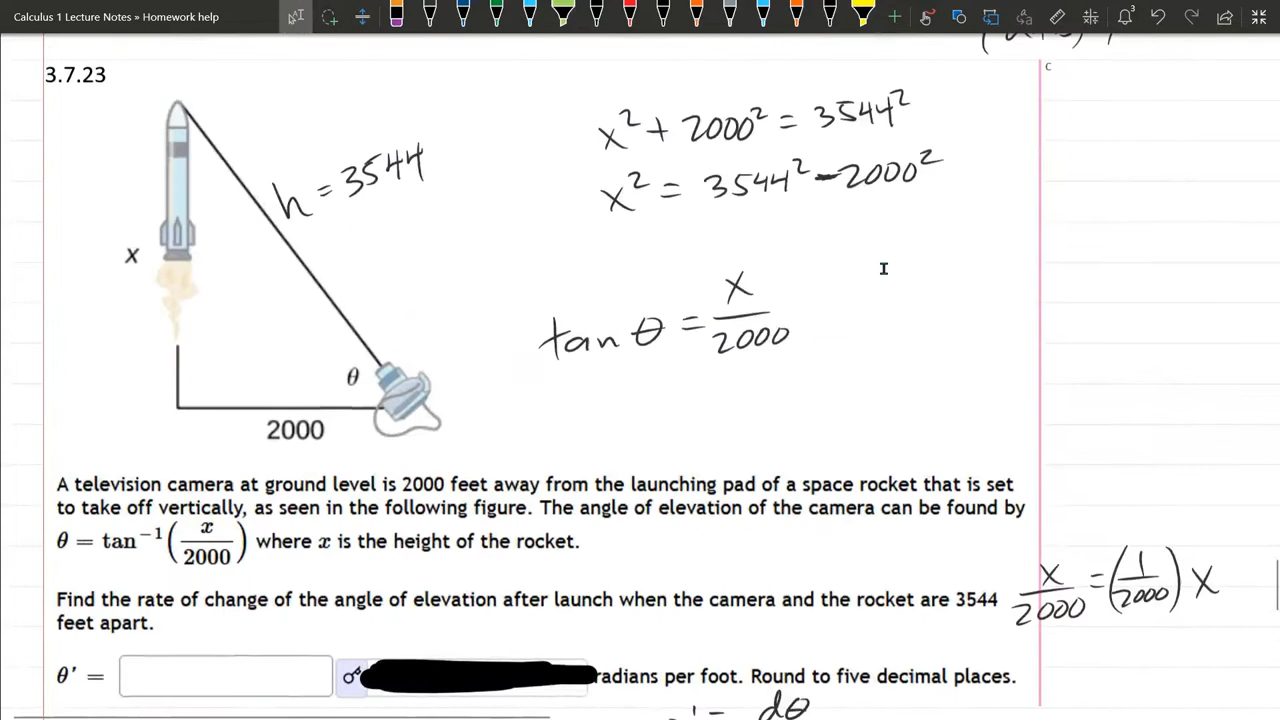 Calculus 1 Lecture Notes » Homework help
3
3.7.23
C
x² + 2000² = 3544²
h = 3544
x² = 3544² - 2000²
x
tan θ = x/2000
θ
2000
A television camera at ground level is 2000 feet away from the launching pad of a space rocket that is set
to take off vertically, as seen in the following figure. The angle of elevation of the camera can be found by
θ = tan⁻¹(x/2000) where x is the height of the rocket.
x/2000 = (1/2000) x
Find the rate of change of the angle of elevation after launch when the camera and the rocket are 3544
feet apart.
θ' = radians per foot. Round to five decimal places.
dθ